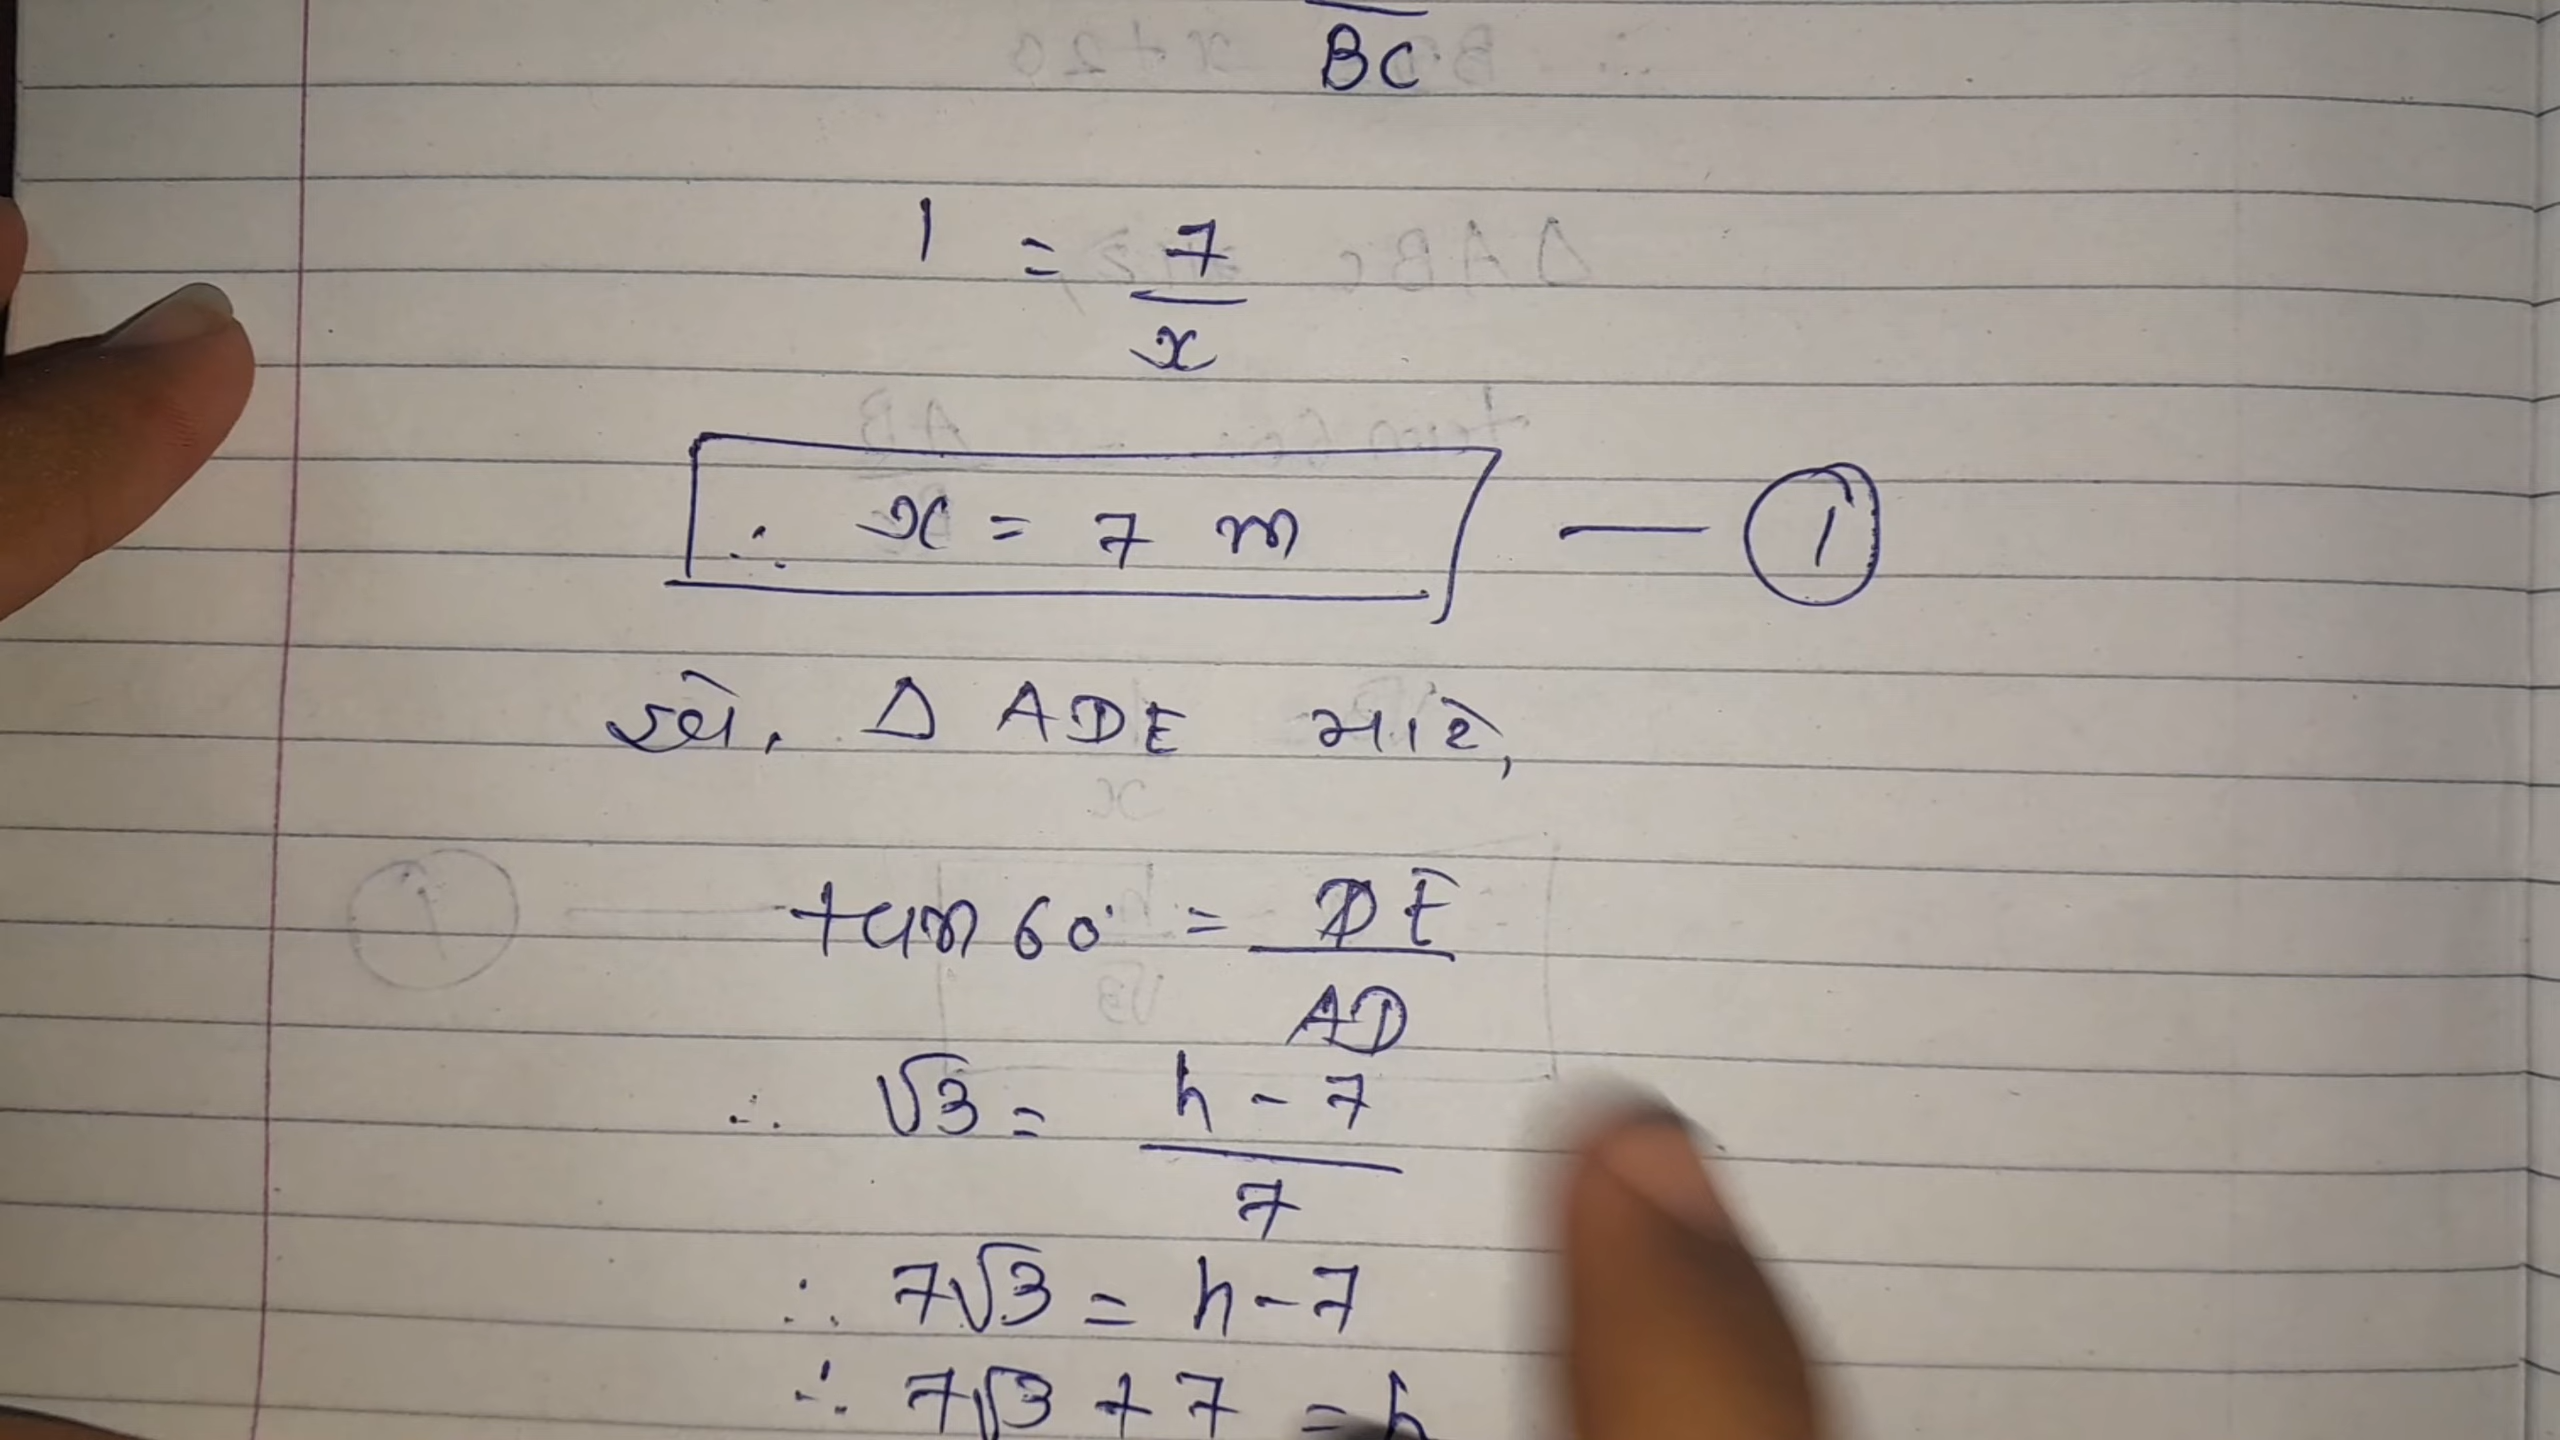 BC
1 = 7/x
∴ x = 7 m — ①
હવે, Δ ADE માટે,
tan 60° = DE/AD
∴ √3 = h - 7/7
∴ 7√3 = h - 7
∴ 7√3 + 7 = h